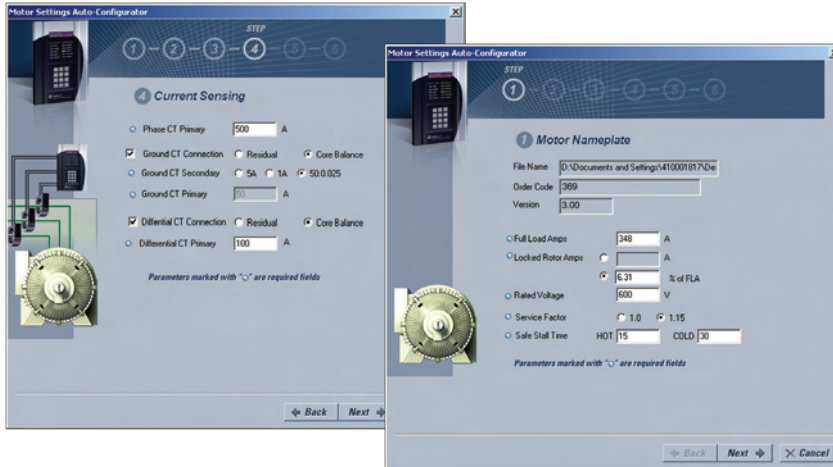 Motor Settings Auto-Configurator
STEP
1 2 3 4 5 6
4 Current Sensing
Phase CT Primary 500 A
Ground CT Connection Residual Core Balance
Ground CT Secondary 5A 1A 50:0.025
Ground CT Primary 50 A
Diffential CT Connection Residual Core Balance
Differential CT Primary 100 A
Parameters marked with "○" are required fields
Back Next
Motor Settings Auto-Configurator
STEP
1 2 3 4 5 6
1 Motor Nameplate
File Name D:\Documents and Settings\410001817\De
Order Code 369
Version 3.00
Full Load Amps 348 A
Locked Rotor Amps A
6.31 % of FLA
Rated Voltage 600 V
Service Factor 1.0 1.15
Safe Stall Time HOT 15 COLD 30
Parameters marked with "○" are required fields
Back Next Cancel